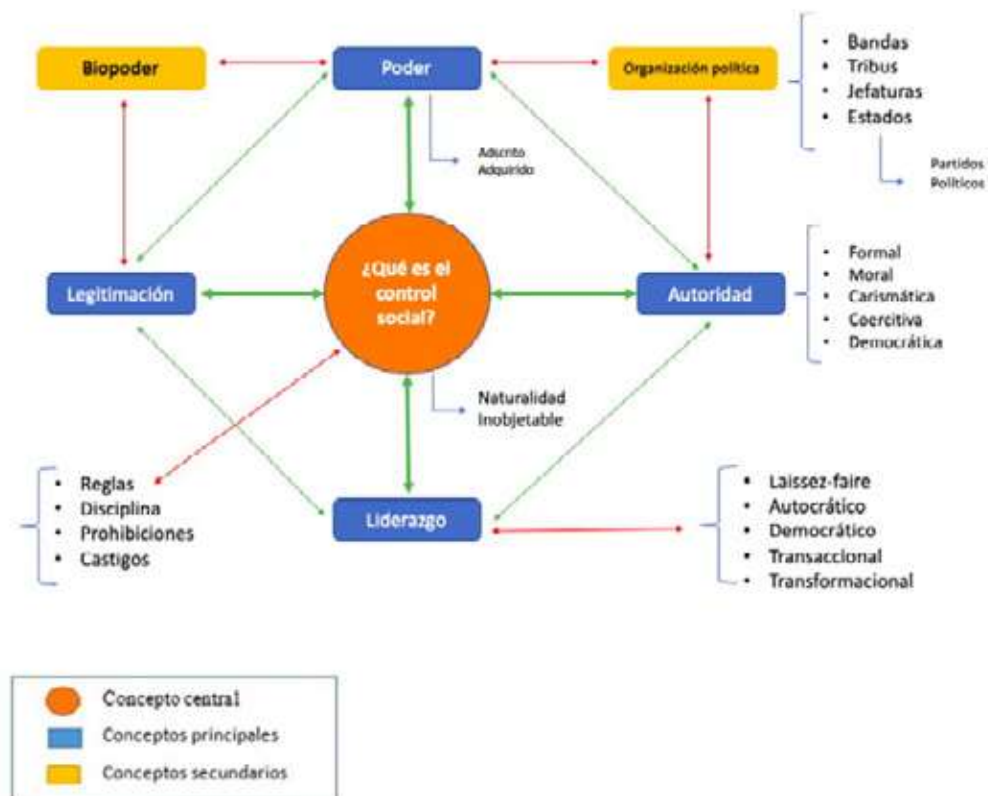 Biopoder
Poder
Organización política
• Bandas
• Tribus
• Jefaturas
• Estados
Partidos
Políticos
Adscrito
Adquirido
Legitimación
¿Qué es el
control
social?
Autoridad
• Formal
• Moral
• Carismática
• Coercitiva
• Democrática
Naturalidad
Inobjetable
• Reglas
• Disciplina
• Prohibiciones
• Castigos
Liderazgo
• Laissez-faire
• Autocrático
• Democrático
• Transaccional
• Transformacional
Concepto central
Conceptos principales
Conceptos secundarios